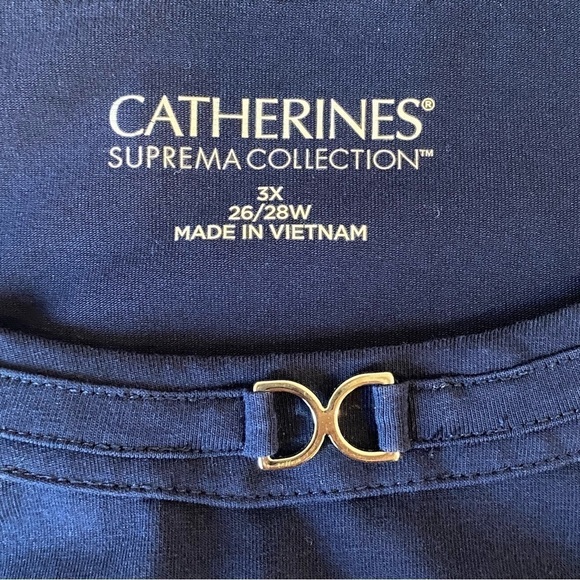 CATHERINES®
SUPREMA COLLECTION™
3X
26/28W
MADE IN VIETNAM